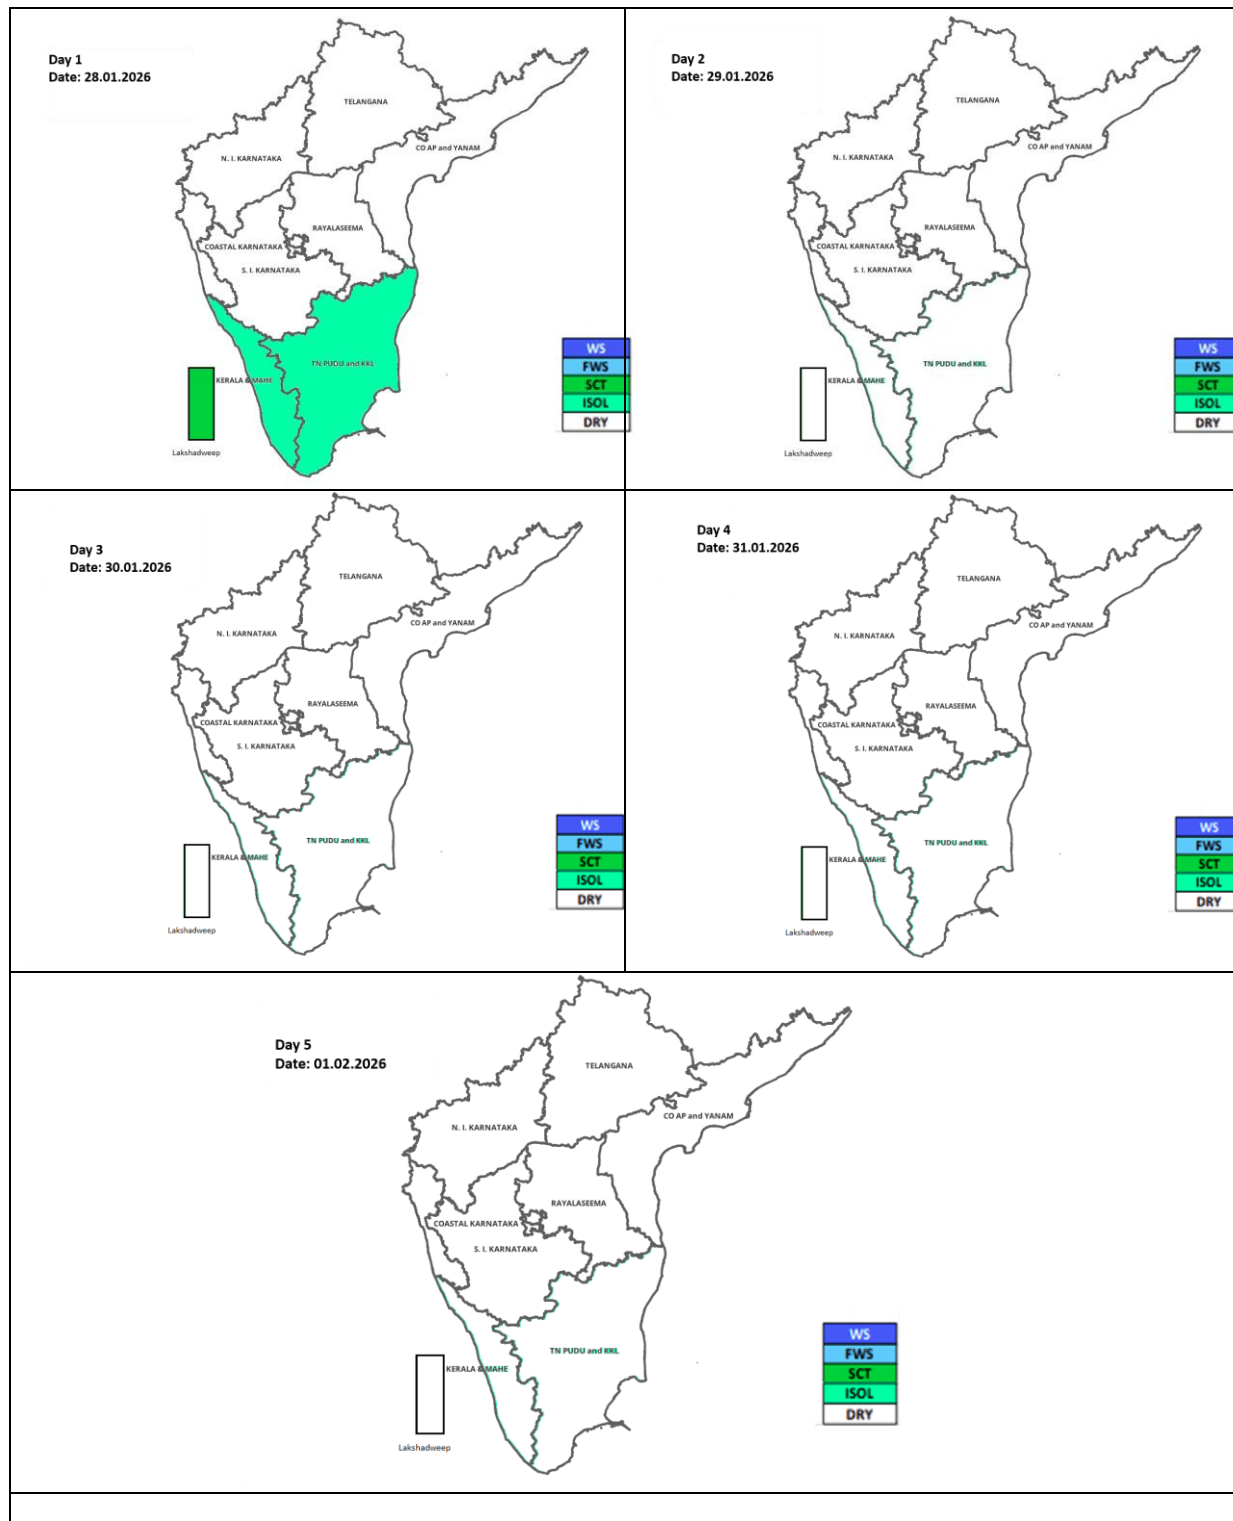 Day 1
Date: 28.01.2026
TELANGANA
CO AP and YANAM
N. I. KARNATAKA
RAYALASEEMA
COASTAL KARNATAKA
S. I. KARNATAKA
TN PUDU and KKL
KERALA & MAHE
Lakshadweep
WS
FWS
SCT
ISOL
DRY
Day 2
Date: 29.01.2026
TELANGANA
CO AP and YANAM
N. I. KARNATAKA
RAYALASEEMA
COASTAL KARNATAKA
S. I. KARNATAKA
TN PUDU and KKL
KERALA & MAHE
Lakshadweep
WS
FWS
SCT
ISOL
DRY
Day 3
Date: 30.01.2026
TELANGANA
CO AP and YANAM
N. I. KARNATAKA
RAYALASEEMA
COASTAL KARNATAKA
S. I. KARNATAKA
TN PUDU and KKL
KERALA & MAHE
Lakshadweep
WS
FWS
SCT
ISOL
DRY
Day 4
Date: 31.01.2026
TELANGANA
CO AP and YANAM
N. I. KARNATAKA
RAYALASEEMA
COASTAL KARNATAKA
S. I. KARNATAKA
TN PUDU and KKL
KERALA & MAHE
Lakshadweep
WS
FWS
SCT
ISOL
DRY
Day 5
Date: 01.02.2026
TELANGANA
CO AP and YANAM
N. I. KARNATAKA
RAYALASEEMA
COASTAL KARNATAKA
S. I. KARNATAKA
TN PUDU and KKL
KERALA & MAHE
Lakshadweep
WS
FWS
SCT
ISOL
DRY